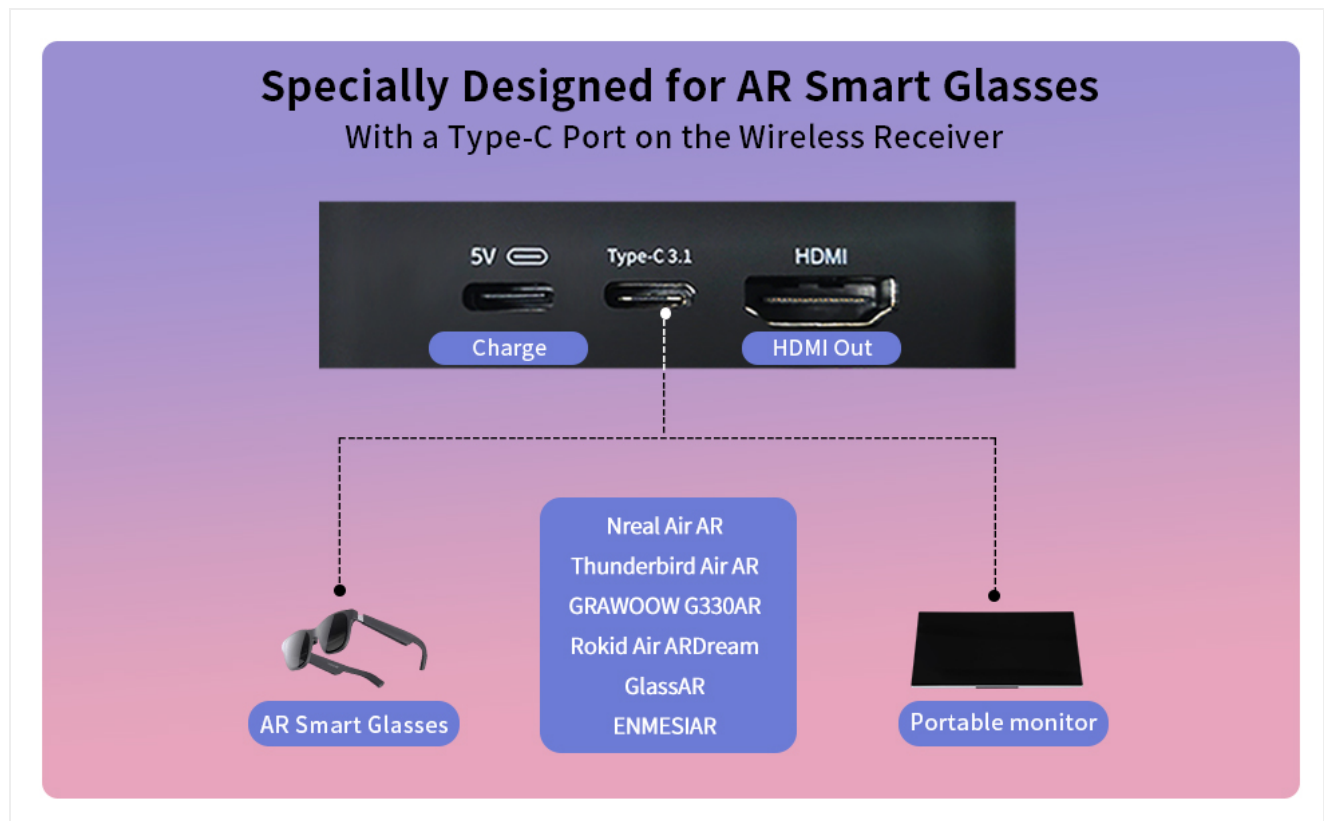 Specially Designed for AR Smart Glasses
With a Type-C Port on the Wireless Receiver
5V
Type-C 3.1
HDMI
Charge
HDMI Out
Nreal Air AR
Thunderbird Air AR
GRAWOOW G330AR
Rokid Air ARDream
GlassAR
ENMESIAR
AR Smart Glasses
Portable monitor